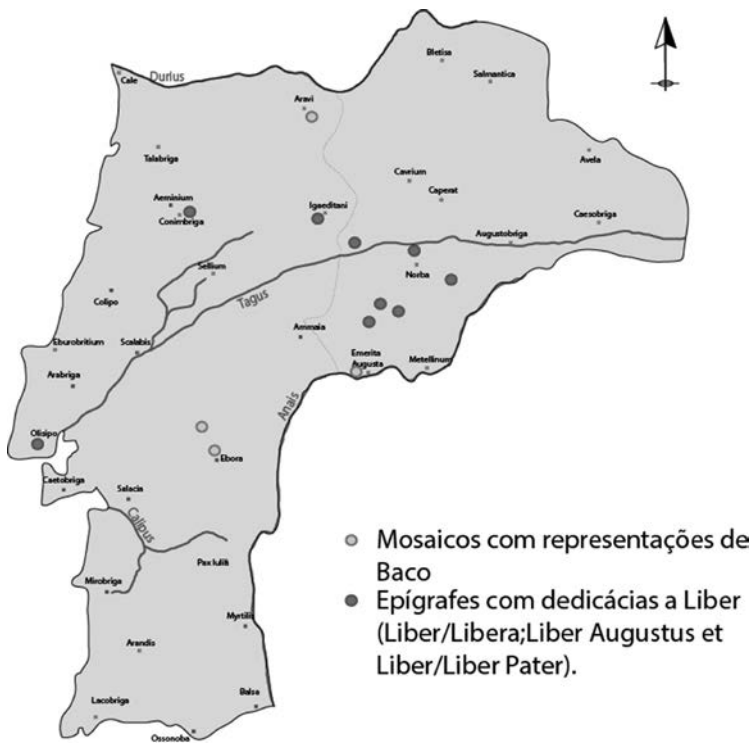 Bletisa
Salmantica
Durius
Cale
Aravi
Talabriga
Avela
Cavrium
Caperat
Aeminium
Conimbriga
Igaeditani
Caesobriga
Augustobriga
Norba
Sellium
Tagus
Colipo
Ammaia
Scalabis
Eburobritium
Emerita
Augusta
Metellinum
Arabriga
Anais
Olisipo
Ebora
Caetobriga
Salacia
Calipus
Pax Iulia
Mirobriga
Myrtilis
Arandis
Balsa
Lacobriga
Ossonoba
Mosaicos com representações de
Baco
Epígrafes com dedicácias a Liber
(Liber/Libera;Liber Augustus et
Liber/Liber Pater).